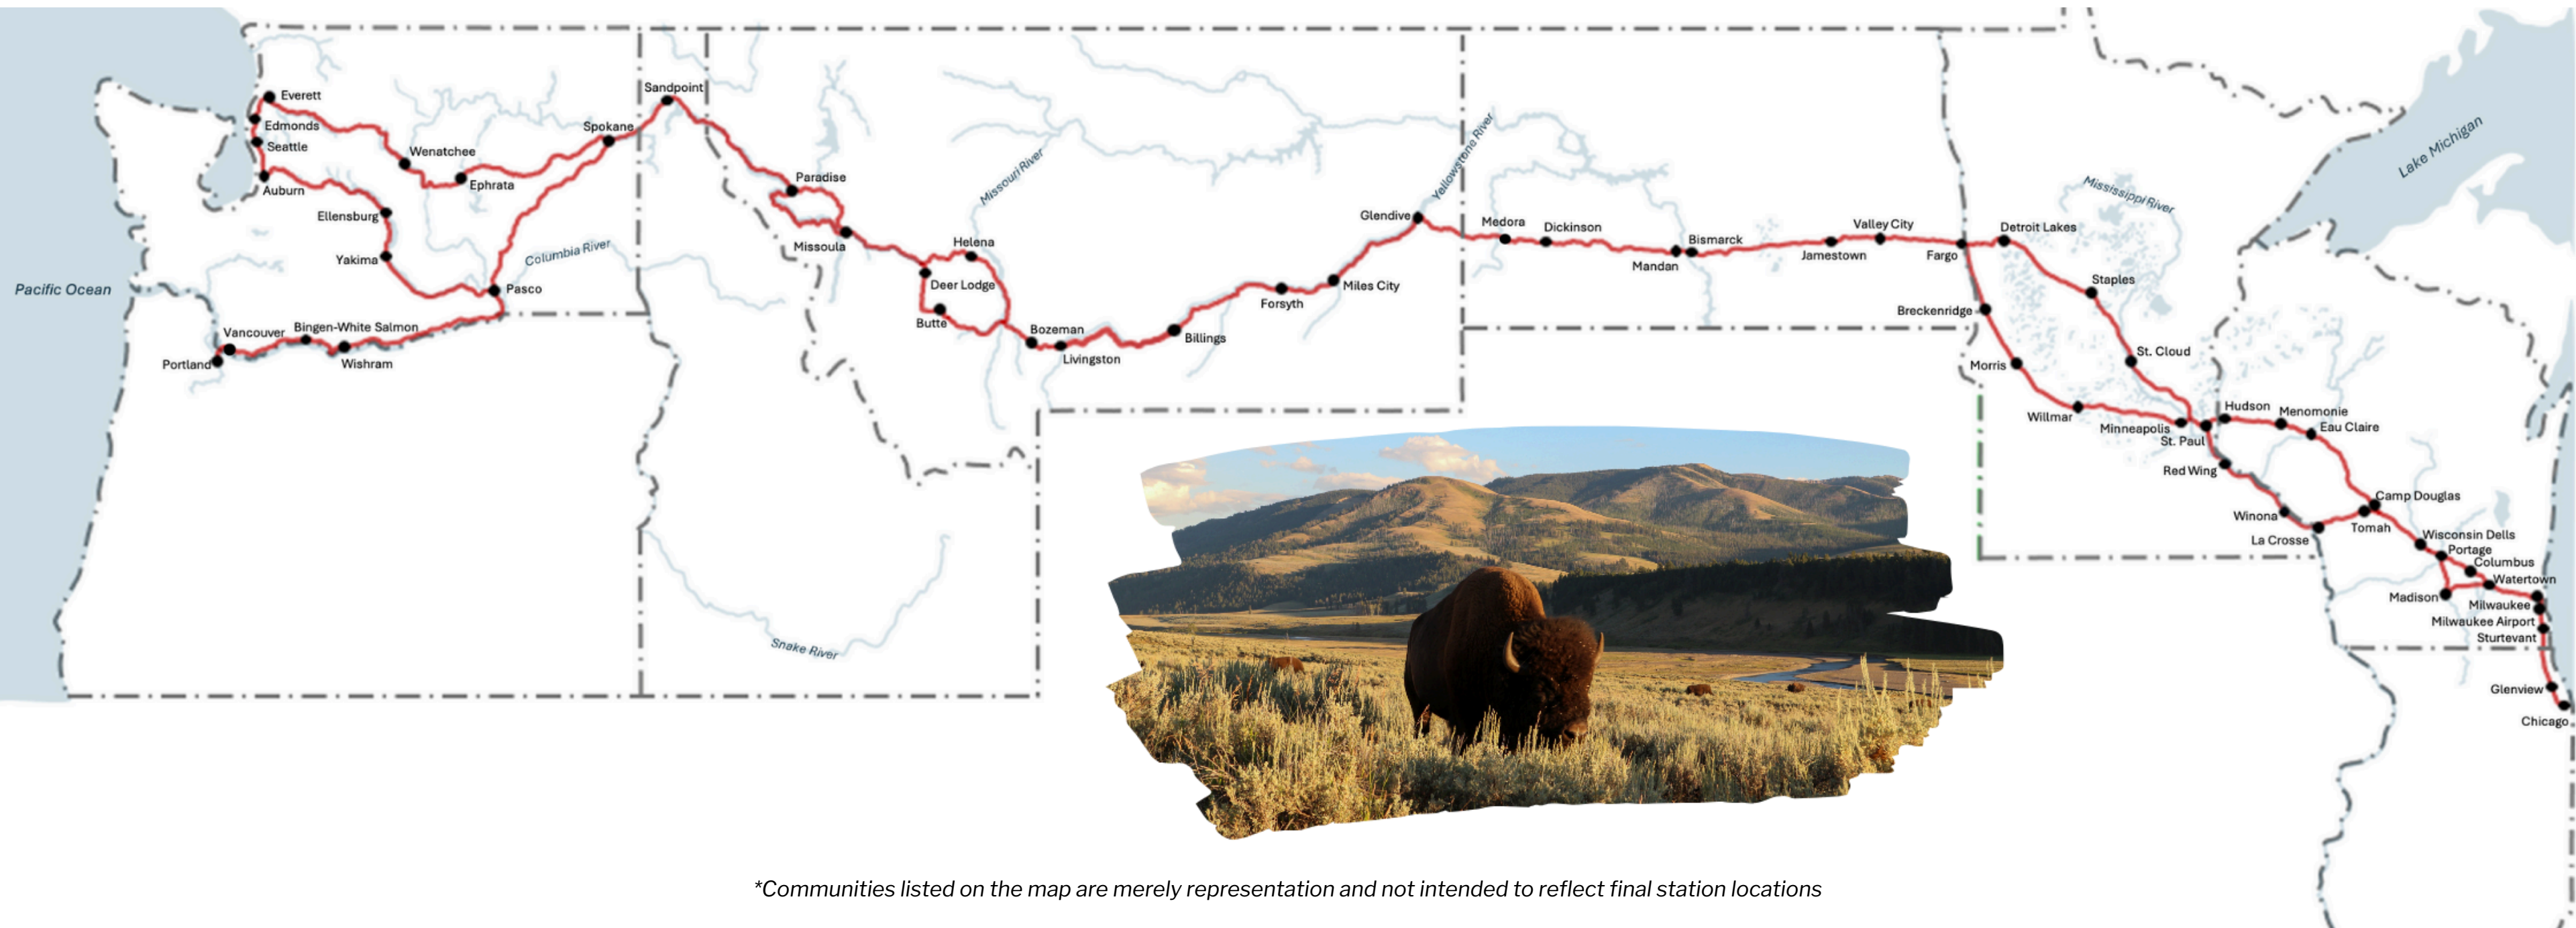 Everett
Edmonds
Seattle
Auburn
Wenatchee
Ephrata
Ellensburg
Yakima
Spokane
Sandpoint
Columbia River
Pasco
Pacific Ocean
Vancouver
Bingen-White Salmon
Portland
Wishram
Paradise
Missoula
Missouri River
Helena
Deer Lodge
Butte
Bozeman
Livingston
Billings
Forsyth
Miles City
Glendive
Yellowstone River
Medora
Dickinson
Mandan
Bismarck
Jamestown
Valley City
Fargo
Detroit Lakes
Mississippi River
Lake Michigan
Staples
Breckenridge
St. Cloud
Morris
Willmar
Minneapolis
St. Paul
Hudson
Menomonie
Eau Claire
Red Wing
Winona
La Crosse
Camp Douglas
Tomah
Wisconsin Dells
Portage
Columbus
Watertown
Madison
Milwaukee
Milwaukee Airport
Sturtevant
Glenview
Chicago
Snake River
*Communities listed on the map are merely representation and not intended to reflect final station locations